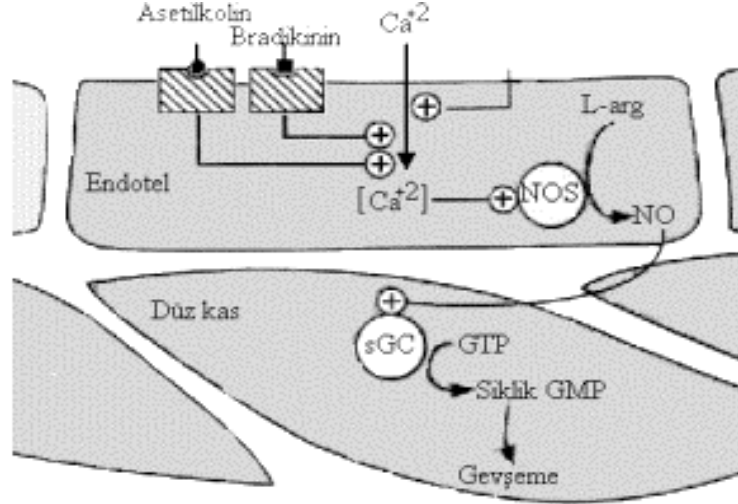 Asetilkolin
Bradikinin
Ca+2
+
L-arg
+
+
Endotel
[Ca+2]
+
NOS
NO
Düz kas
+
sGC
GTP
Siklik GMP
Gevşeme